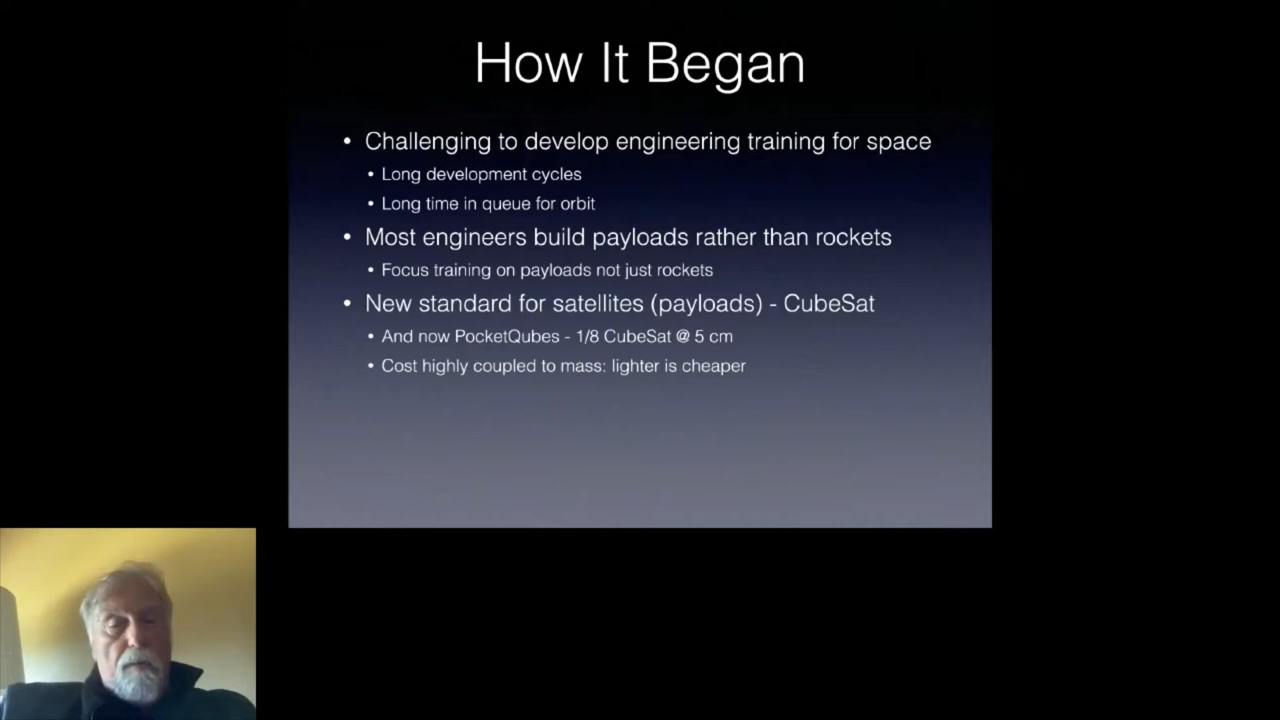 How It Began
• Challenging to develop engineering training for space
• Long development cycles
• Long time in queue for orbit
• Most engineers build payloads rather than rockets
• Focus training on payloads not just rockets
• New standard for satellites (payloads) - CubeSat
• And now PocketQubes - 1/8 CubeSat @ 5 cm
• Cost highly coupled to mass: lighter is cheaper